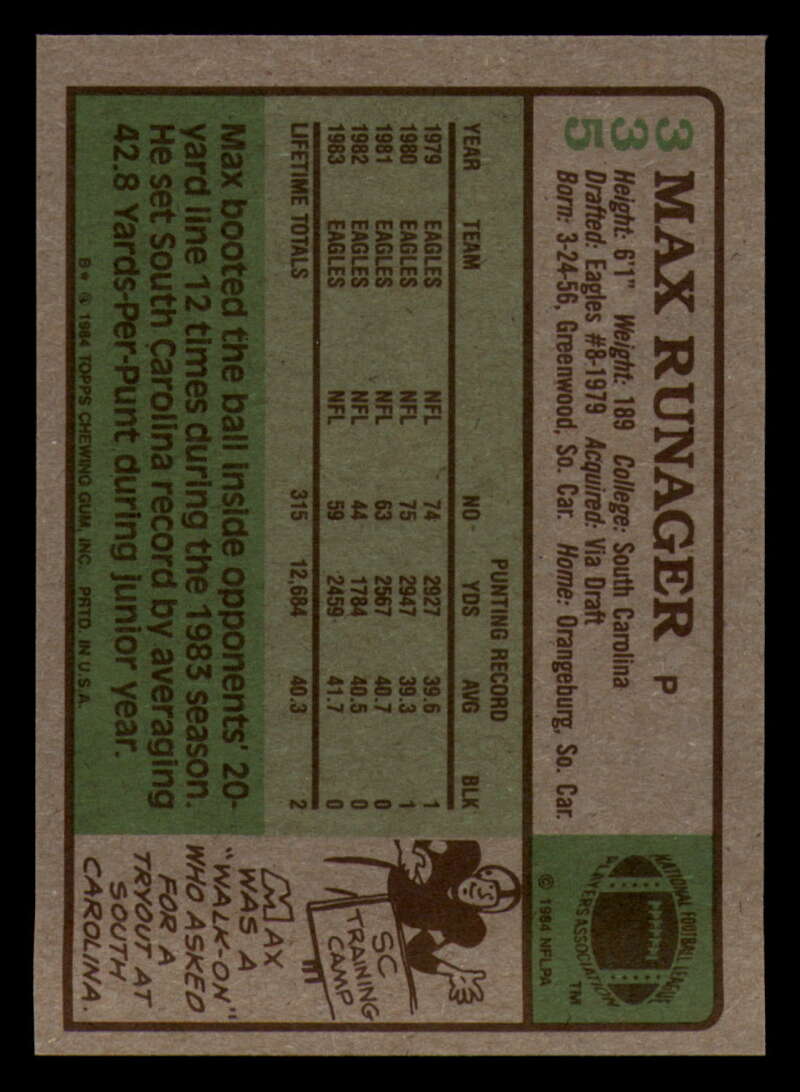 335
MAX RUNAGER P
Height: 6'1" Weight: 189 College: South Carolina
Drafted: Eagles #8-1979 Acquired: Via Draft
Born: 3-24-56, Greenwood, So. Car. Home: Orangeburg, So. Car.
NATIONAL FOOTBALL LEAGUE
PLAYERS ASSOCIATION
TM
© 1984 NFLPA
PUNTING RECORD
YEAR TEAM NO. YDS AVG BLK
1979 EAGLES NFL 74 2927 39.6 1
1980 EAGLES NFL 75 2947 39.3 1
1981 EAGLES NFL 63 2567 40.7 0
1982 EAGLES NFL 44 1784 40.5 0
1983 EAGLES NFL 59 2459 41.7 0
LIFETIME TOTALS 315 12,684 40.3 2
Max booted the ball inside opponents' 20-
yard line 12 times during the 1983 season.
He set South Carolina record by averaging
42.8 Yards-Per-Punt during junior year.
B* © 1984 TOPPS CHEWING GUM, INC. PRTD. IN U.S.A.
SC
TRAINING
CAMP
MAX
WAS A
"WALK-ON"
WHO ASKED
FOR A
TRYOUT AT
SOUTH
CAROLINA.